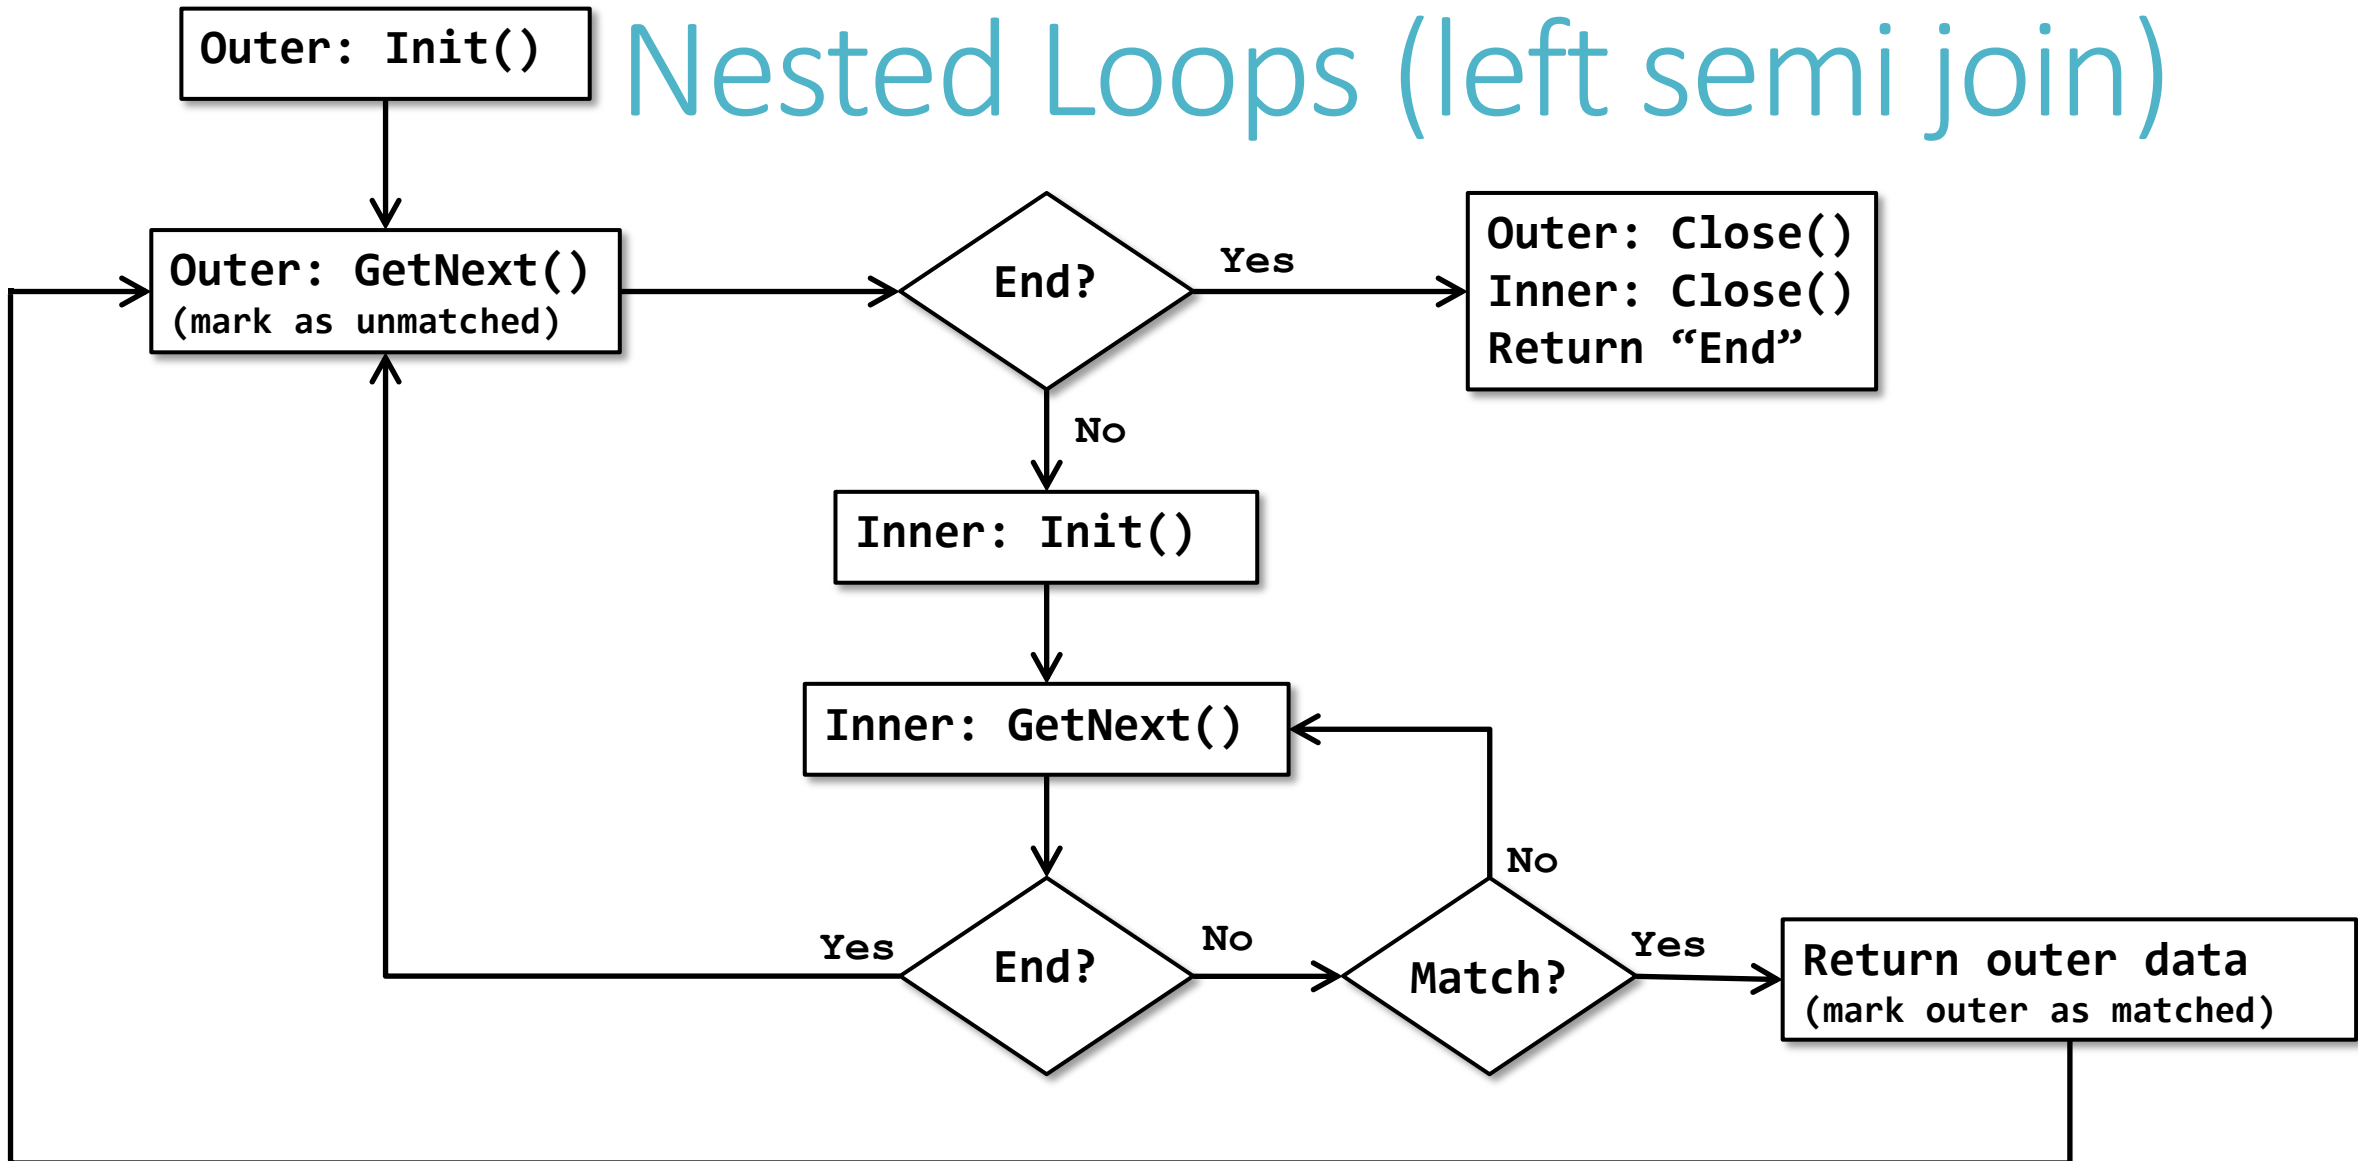 Outer: Init()
Nested Loops (left semi join)
Outer: GetNext()
(mark as unmatched)
End?
Yes
Outer: Close()
Inner: Close()
Return “End”
No
Inner: Init()
Inner: GetNext()
No
End?
Yes
No
Match?
Yes
Return outer data
(mark outer as matched)